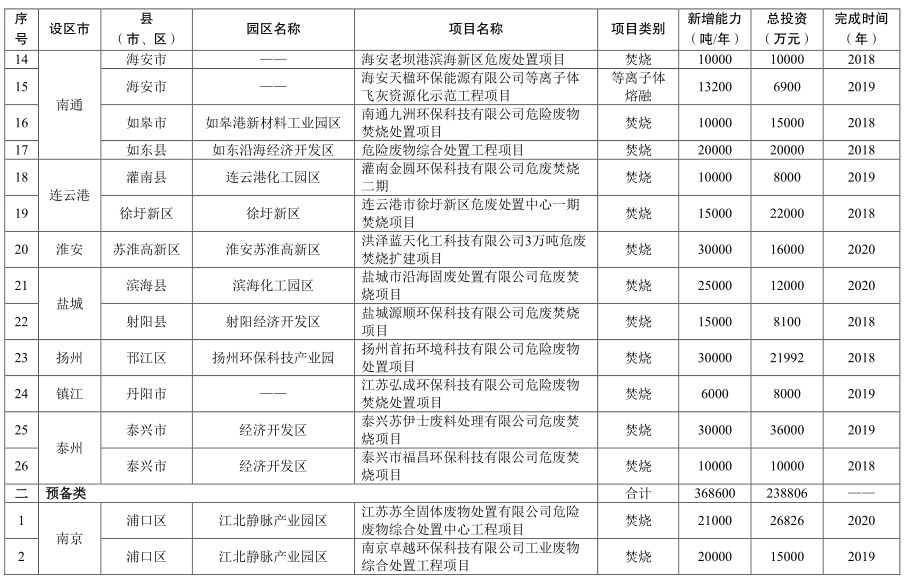 序号 设区市 县（市、区） 园区名称 项目名称 项目类别 新增能力（吨/年） 总投资（万元） 完成时间（年）
14 南通 海安市 —— 海安老坝港滨海新区危废处置项目 焚烧 10000 10000 2018
15 海安市 —— 海安天楹环保能源有限公司等离子体飞灰资源化示范工程项目 等离子体熔融 13200 6900 2019
16 如皋市 如皋港新材料工业园区 南通九洲环保科技有限公司危险废物焚烧处置项目 焚烧 10000 15000 2018
17 如东县 如东沿海经济开发区 危险废物综合处置工程项目 焚烧 20000 20000 2018
18 连云港 灌南县 连云港化工园区 灌南金圆环保科技有限公司危废焚烧二期 焚烧 10000 8000 2019
19 徐圩新区 徐圩新区 连云港市徐圩新区危废处置中心一期焚烧项目 焚烧 15000 22000 2018
20 淮安 苏淮高新区 淮安苏淮高新区 洪泽蓝天化工科技有限公司3万吨危废焚烧扩建项目 焚烧 30000 16000 2020
21 盐城 滨海县 滨海化工园区 盐城市沿海固废处置有限公司危废焚烧项目 焚烧 25000 12000 2020
22 射阳县 射阳经济开发区 盐城源顺环保科技有限公司危废焚烧项目 焚烧 15000 8100 2018
23 扬州 邗江区 扬州环保科技产业园 扬州首拓环境科技有限公司危险废物处置项目 焚烧 30000 21992 2018
24 镇江 丹阳市 —— 江苏弘成环保科技有限公司危险废物焚烧处置项目 焚烧 6000 8000 2019
25 泰州 泰兴市 经济开发区 泰兴苏伊士废料处理有限公司危废焚烧项目 焚烧 30000 36000 2019
26 泰兴市 经济开发区 泰兴市福昌环保科技有限公司危废焚烧项目 焚烧 10000 10000 2018
二 预备类 合计 368600 238806 ——
1 南京 浦口区 江北静脉产业园区 江苏苏全固体废物处置有限公司危险废物综合处置中心工程项目 焚烧 21000 26826 2020
2 浦口区 江北静脉产业园区 南京卓越环保科技有限公司工业废物综合处置工程项目 焚烧 20000 15000 2019